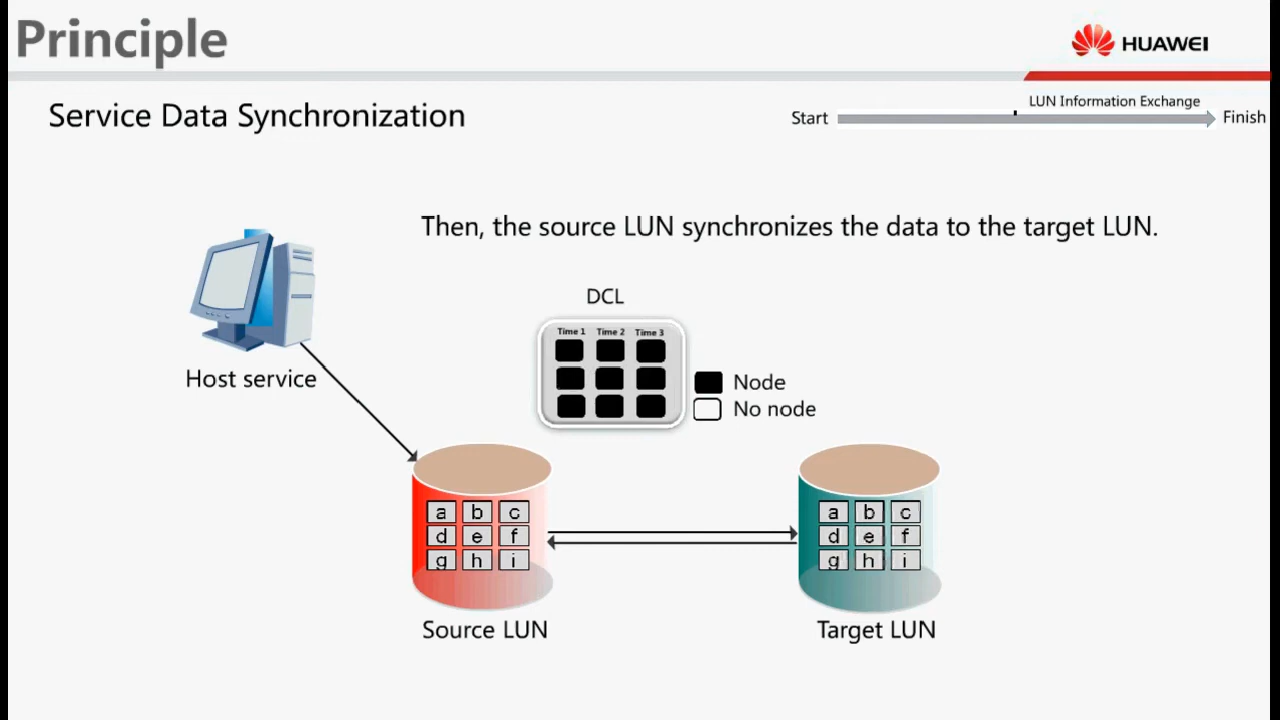 Principle
HUAWEI
Service Data Synchronization
LUN Information Exchange
Start
Finish
Then, the source LUN synchronizes the data to the target LUN.
DCL
Time 1 Time 2 Time 3
Host service
Node
No node
a b c
d e f
g h i
a b c
d e f
g h i
Source LUN
Target LUN